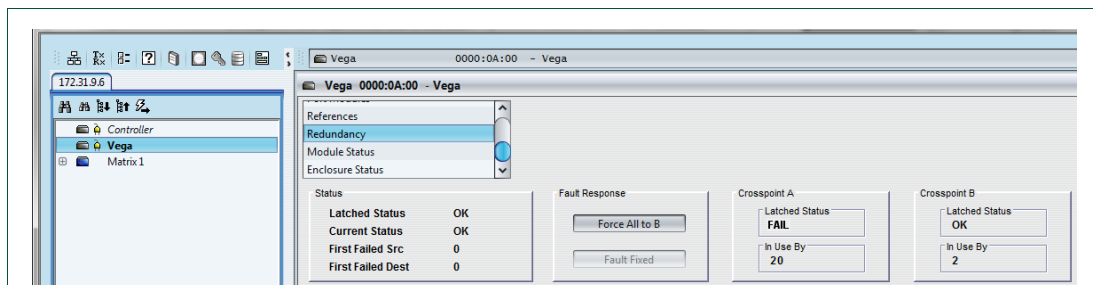 Vega 0000:0A:00 - Vega
172.31.9.6
Vega 0000:0A:00 - Vega
Controller
Vega
Matrix 1
References
Redundancy
Module Status
Enclosure Status
Status
Latched Status OK
Current Status OK
First Failed Src 0
First Failed Dest 0
Fault Response
Force All to B
Fault Fixed
Crosspoint A
Latched Status
FAIL
In Use By
20
Crosspoint B
Latched Status
OK
In Use By
2